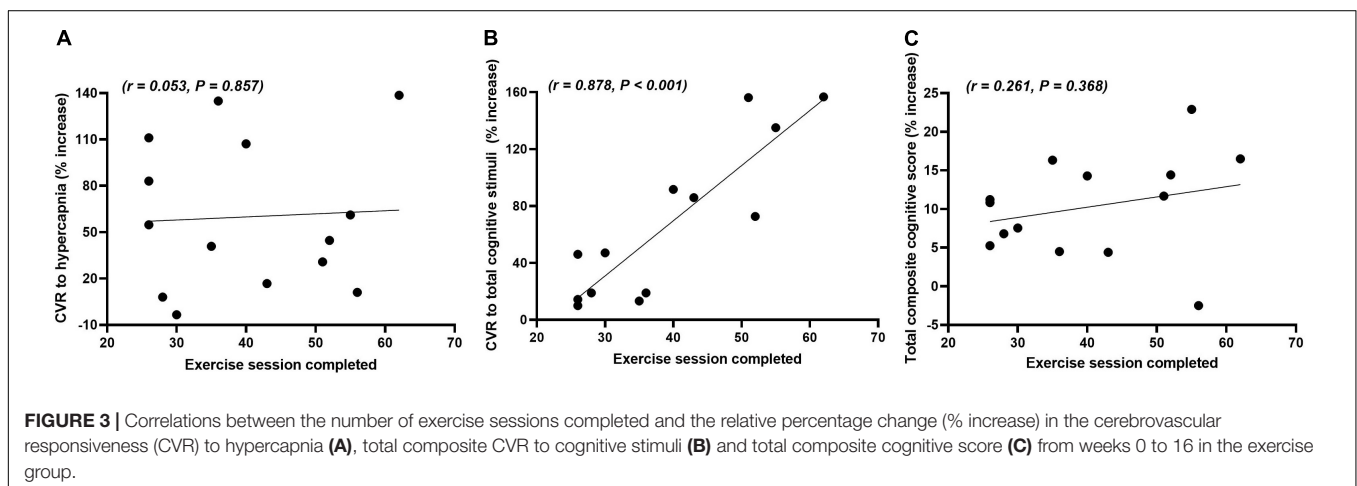 A
(r = 0.053, P = 0.857)
CVR to hypercapnia (% increase)
140
110
80
50
20
-10
20 30 40 50 60 70
Exercise session completed
B
(r = 0.878, P < 0.001)
CVR to total cognitive stimuli (% increase)
160
120
80
40
0
20 30 40 50 60 70
Exercise session completed
C
(r = 0.261, P = 0.368)
Total composite cognitive score (% increase)
25
20
15
10
5
0
-5
20 30 40 50 60 70
Exercise session completed
FIGURE 3 | Correlations between the number of exercise sessions completed and the relative percentage change (% increase) in the cerebrovascular
responsiveness (CVR) to hypercapnia (A), total composite CVR to cognitive stimuli (B) and total composite cognitive score (C) from weeks 0 to 16 in the exercise
group.